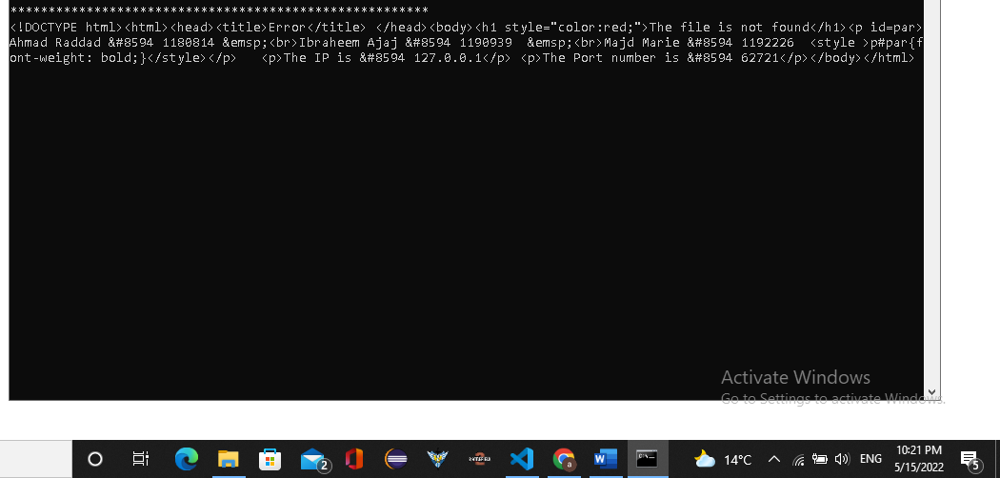 *******************************************************
<!DOCTYPE html><html><head><title>Error</title> </head><body><h1 style="color:red;">The file is not found</h1><p id=par>
Ahmad Raddad &#8594 1180814 &emsp;<br>Ibraheem Ajaj &#8594 1190939  &emsp;<br>Majd Marie &#8594 1192226  <style >p#par{f
ont-weight: bold;}</style></p>   <p>The IP is &#8594 127.0.0.1</p> <p>The Port number is &#8594 62721</p></body></html>
Activate Windows
Go to Settings to activate Windows.
2
14°C
ENG
10:21 PM
5/15/2022
5